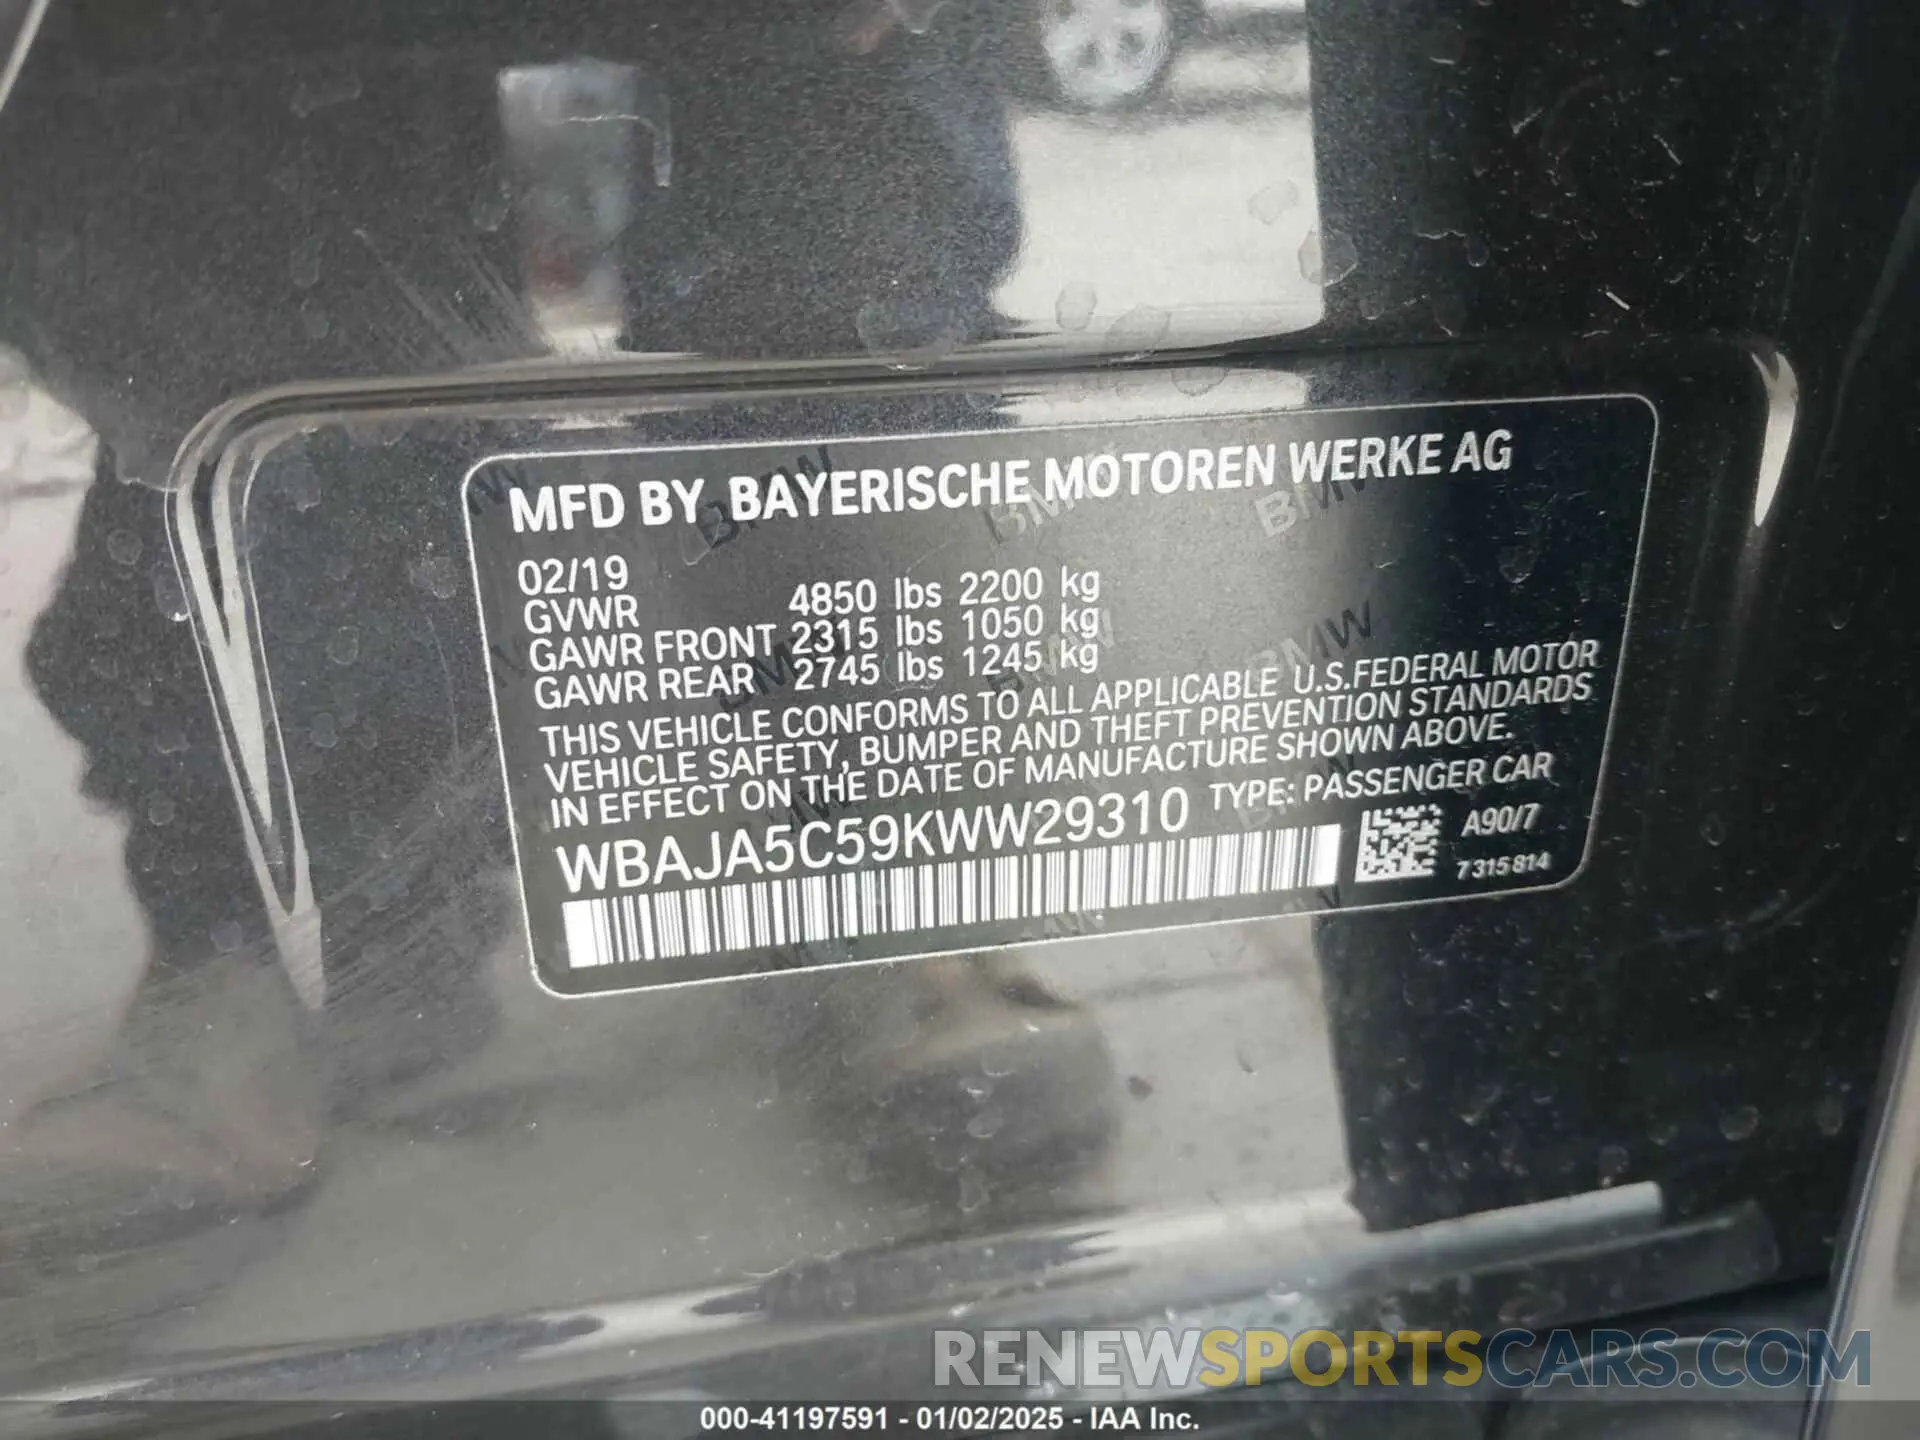 MFD BY BAYERISCHE MOTOREN WERKE AG
02/19
GVWR 4850 lbs 2200 kg
GAWR FRONT 2315 lbs 1050 kg
GAWR REAR 2745 lbs 1245 kg
THIS VEHICLE CONFORMS TO ALL APPLICABLE U.S.FEDERAL MOTOR
VEHICLE SAFETY, BUMPER AND THEFT PREVENTION STANDARDS
IN EFFECT ON THE DATE OF MANUFACTURE SHOWN ABOVE.
WBAJA5C59KWW29310 TYPE: PASSENGER CAR
A90/7
7315814
RENEWSPORTSCARS.COM
000-41197591 - 01/02/2025 - IAA Inc.